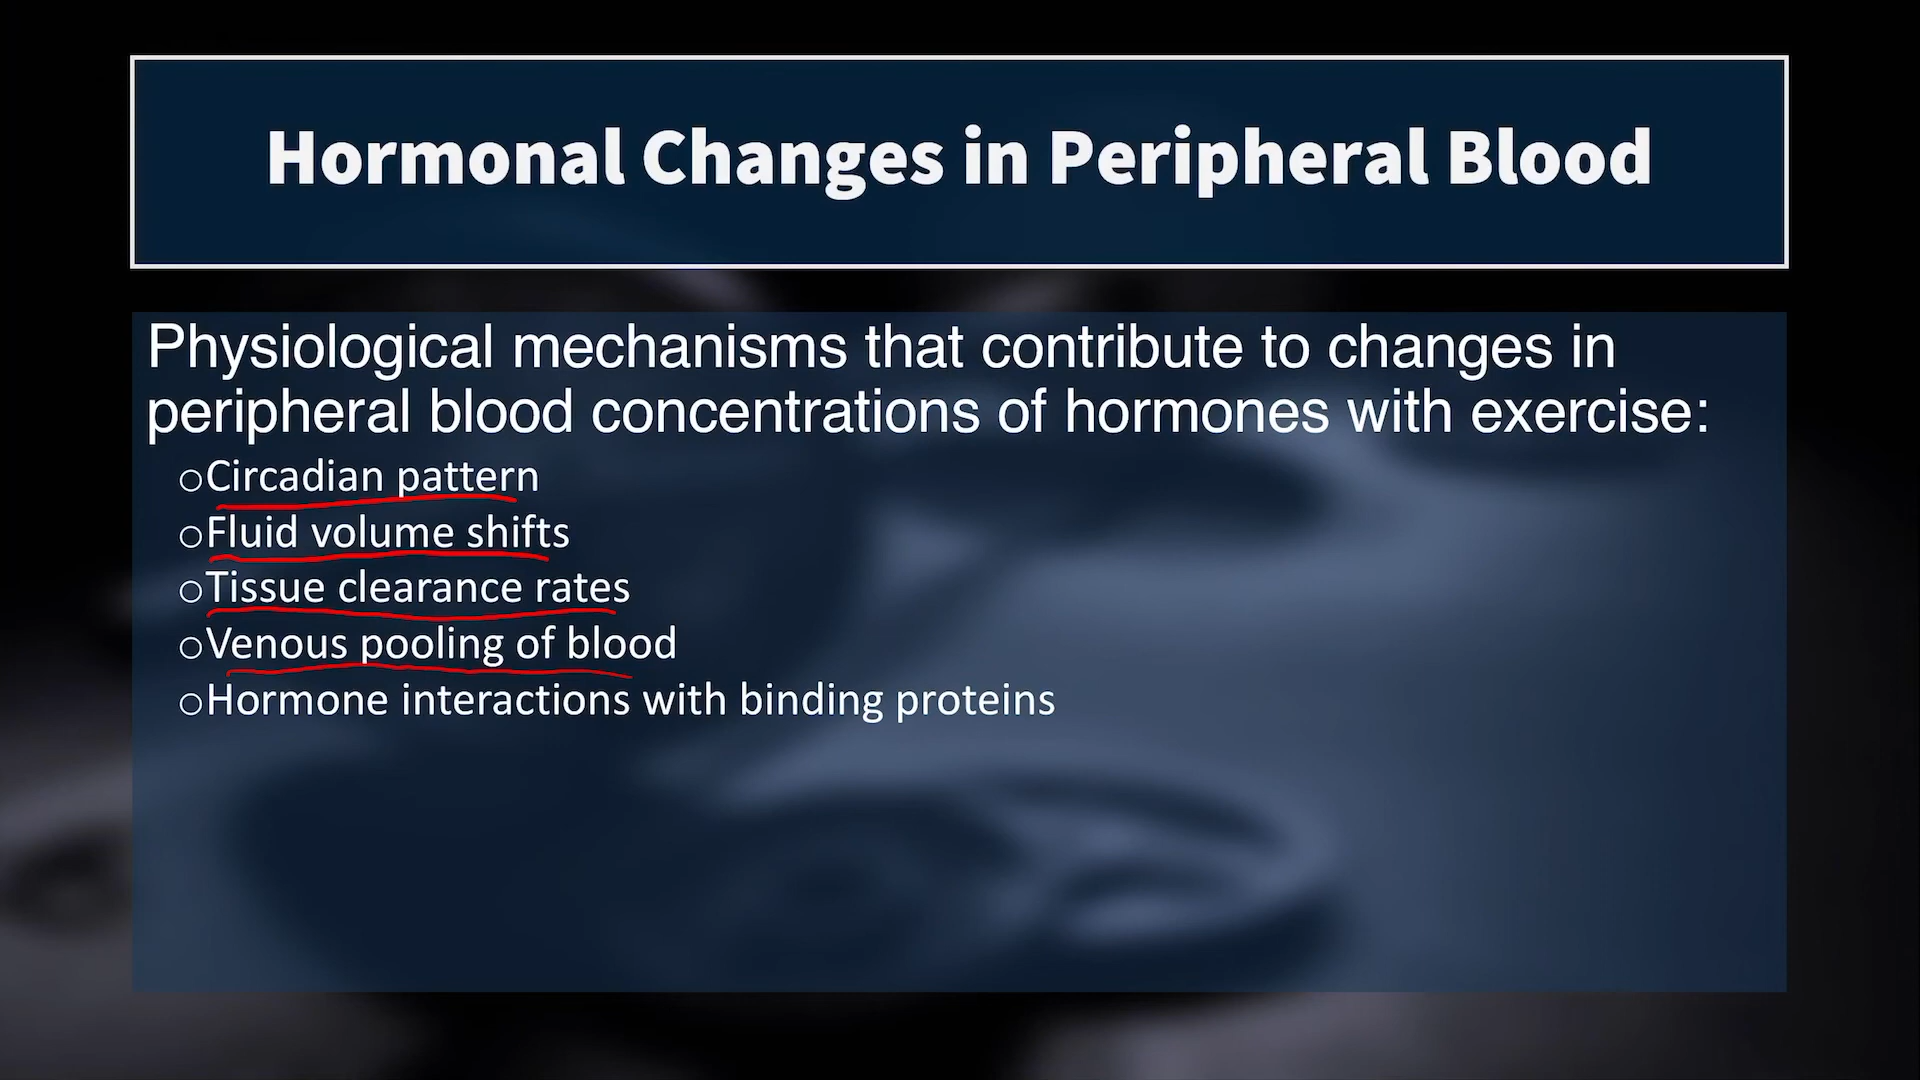 Hormonal Changes in Peripheral Blood
Physiological mechanisms that contribute to changes in
peripheral blood concentrations of hormones with exercise:
○Circadian pattern
○Fluid volume shifts
○Tissue clearance rates
○Venous pooling of blood
○Hormone interactions with binding proteins